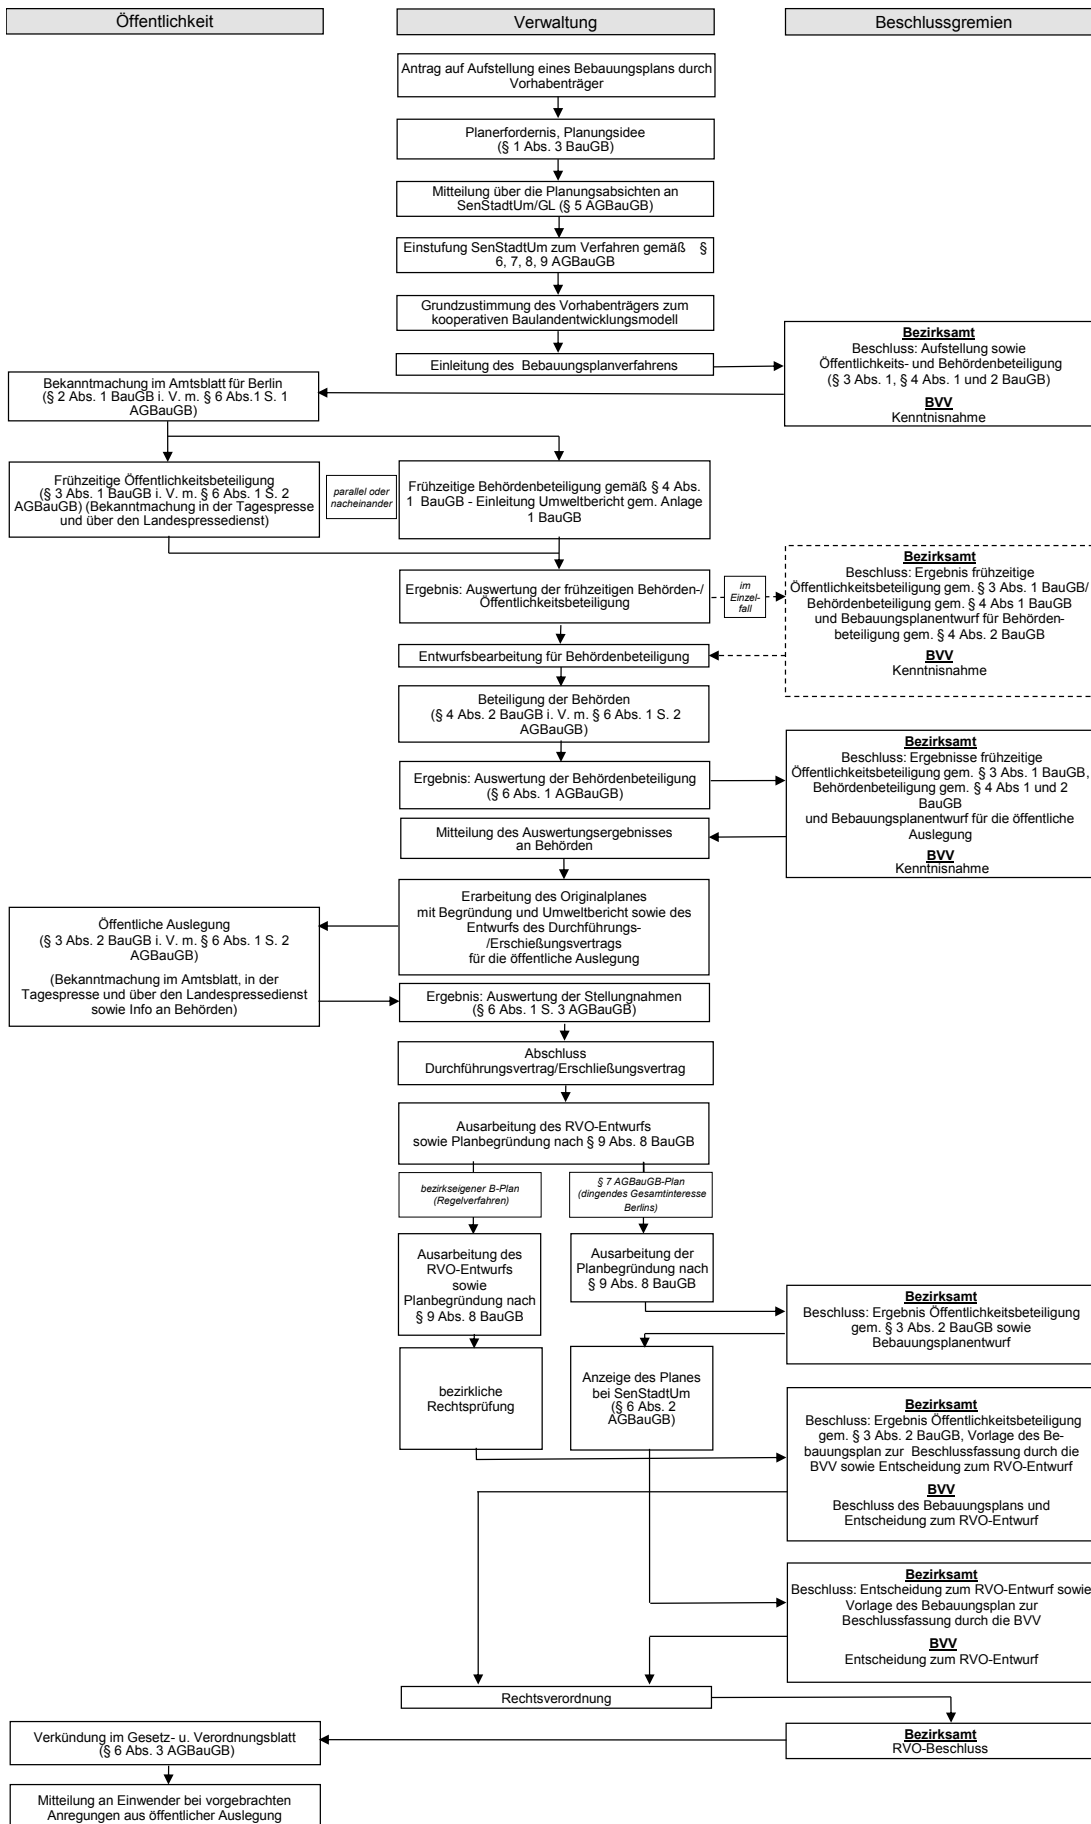 Öffentlichkeit
Verwaltung
Beschlussgremien
Antrag auf Aufstellung eines Bebauungsplans durch
Vorhabenträger
Planerfordernis, Planungsidee
(§ 1 Abs. 3 BauGB)
Mitteilung über die Planungsabsichten an
SenStadtUm/GL (§ 5 AGBauGB)
Einstufung SenStadtUm zum Verfahren gemäß §
6, 7, 8, 9 AGBauGB
Grundzustimmung des Vorhabenträgers zum
kooperativen Baulandentwicklungsmodell
Einleitung des Bebauungsplanverfahrens
Bezirksamt
Beschluss: Aufstellung sowie
Öffentlichkeits- und Behördenbeteiligung
(§ 3 Abs. 1, § 4 Abs. 1 und 2 BauGB)
BVV
Kenntnisnahme
Bekanntmachung im Amtsblatt für Berlin
(§ 2 Abs. 1 BauGB i. V. m. § 6 Abs.1 S. 1
AGBauGB)
Frühzeitige Öffentlichkeitsbeteiligung
(§ 3 Abs. 1 BauGB i. V. m. § 6 Abs. 1 S. 2
AGBauGB) (Bekanntmachung in der Tagespresse
und über den Landespressedienst)
parallel oder
nacheinander
Frühzeitige Behördenbeteiligung gemäß § 4 Abs.
1 BauGB - Einleitung Umweltbericht gem. Anlage
1 BauGB
Ergebnis: Auswertung der frühzeitigen Behörden-/
Öffentlichkeitsbeteiligung
im
Einzel-
fall
Bezirksamt
Beschluss: Ergebnis frühzeitige
Öffentlichkeitsbeteiligung gem. § 3 Abs. 1 BauGB/
Behördenbeteiligung gem. § 4 Abs 1 BauGB
und Bebauungsplanentwurf für Behörden-
beteiligung gem. § 4 Abs. 2 BauGB
BVV
Kenntnisnahme
Entwurfsbearbeitung für Behördenbeteiligung
Beteiligung der Behörden
(§ 4 Abs. 2 BauGB i. V. m. § 6 Abs. 1 S. 2
AGBauGB)
Ergebnis: Auswertung der Behördenbeteiligung
(§ 6 Abs. 1 AGBauGB)
Bezirksamt
Beschluss: Ergebnisse frühzeitige
Öffentlichkeitsbeteiligung gem. § 3 Abs. 1 BauGB,
Behördenbeteiligung gem. § 4 Abs 1 und 2
BauGB
und Bebauungsplanentwurf für die öffentliche
Auslegung
BVV
Kenntnisnahme
Mitteilung des Auswertungsergebnisses
an Behörden
Erarbeitung des Originalplanes
mit Begründung und Umweltbericht sowie des
Entwurfs des Durchführungs-
/Erschießungsvertrags
für die öffentliche Auslegung
Öffentliche Auslegung
(§ 3 Abs. 2 BauGB i. V. m. § 6 Abs. 1 S. 2
AGBauGB)
(Bekanntmachung im Amtsblatt, in der
Tagespresse und über den Landespressedienst
sowie Info an Behörden)
Ergebnis: Auswertung der Stellungnahmen
(§ 6 Abs. 1 S. 3 AGBauGB)
Abschluss
Durchführungsvertrag/Erschließungsvertrag
Ausarbeitung des RVO-Entwurfs
sowie Planbegründung nach § 9 Abs. 8 BauGB
bezirkseigener B-Plan
(Regelverfahren)
§ 7 AGBauGB-Plan
(dingendes Gesamtinteresse
Berlins)
Ausarbeitung des
RVO-Entwurfs
sowie
Planbegründung nach
§ 9 Abs. 8 BauGB
Ausarbeitung der
Planbegründung nach
§ 9 Abs. 8 BauGB
Bezirksamt
Beschluss: Ergebnis Öffentlichkeitsbeteiligung
gem. § 3 Abs. 2 BauGB sowie
Bebauungsplanentwurf
bezirkliche
Rechtsprüfung
Anzeige des Planes
bei SenStadtUm
(§ 6 Abs. 2
AGBauGB)
Bezirksamt
Beschluss: Ergebnis Öffentlichkeitsbeteiligung
gem. § 3 Abs. 2 BauGB, Vorlage des Be-
bauungsplan zur Beschlussfassung durch die
BVV sowie Entscheidung zum RVO-Entwurf
BVV
Beschluss des Bebauungsplans und
Entscheidung zum RVO-Entwurf
Bezirksamt
Beschluss: Entscheidung zum RVO-Entwurf sowie
Vorlage des Bebauungsplan zur
Beschlussfassung durch die BVV
BVV
Entscheidung zum RVO-Entwurf
Rechtsverordnung
Bezirksamt
RVO-Beschluss
Verkündung im Gesetz- u. Verordnungsblatt
(§ 6 Abs. 3 AGBauGB)
Mitteilung an Einwender bei vorgebrachten
Anregungen aus öffentlicher Auslegung